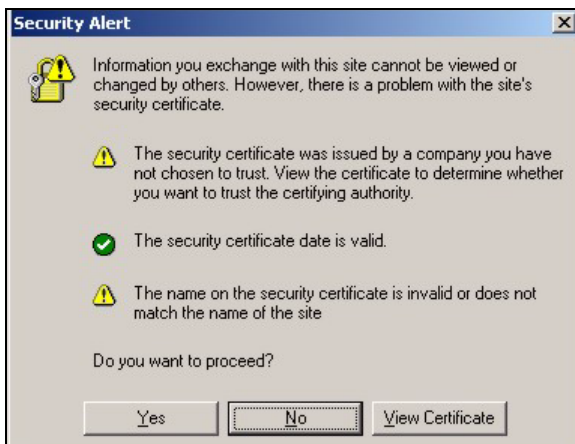 Security Alert
Information you exchange with this site cannot be viewed or
changed by others. However, there is a problem with the site's
security certificate.
The security certificate was issued by a company you have
not chosen to trust. View the certificate to determine whether
you want to trust the certifying authority.
The security certificate date is valid.
The name on the security certificate is invalid or does not
match the name of the site
Do you want to proceed?
Yes No View Certificate